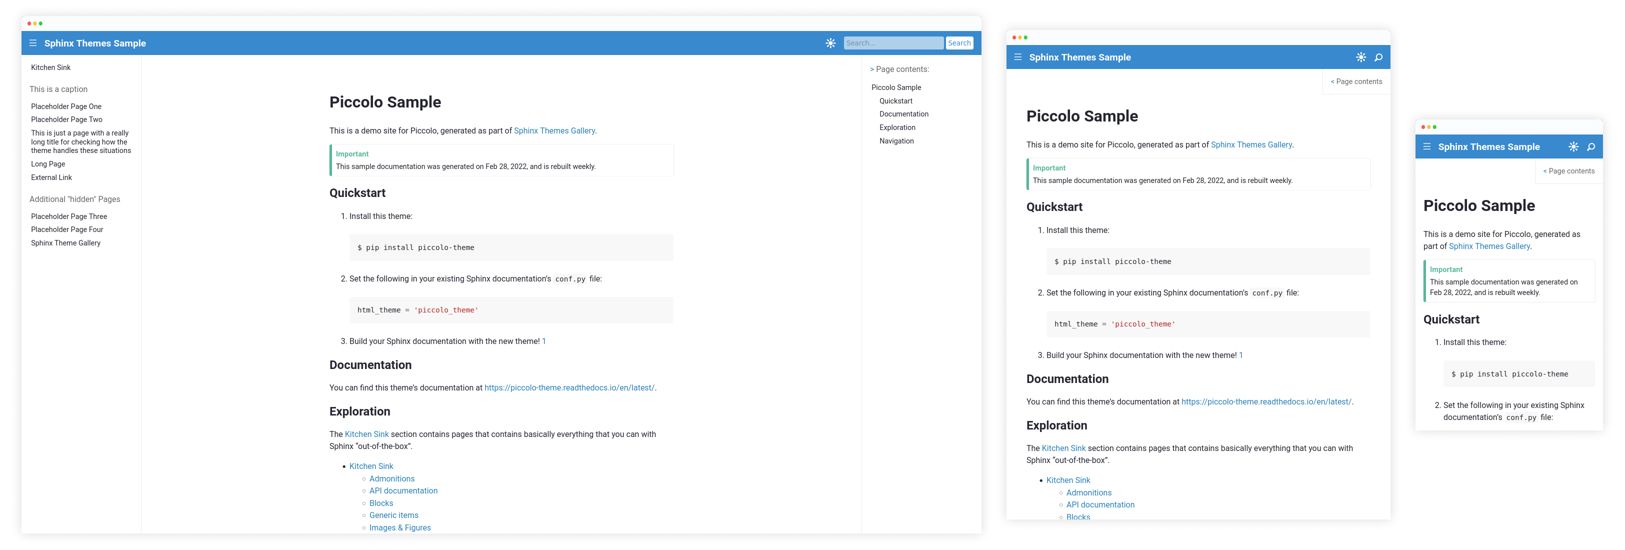 ☰ Sphinx Themes Sample
Search...
Search
Kitchen Sink
This is a caption
Placeholder Page One
Placeholder Page Two
This is just a page with a really
long title for checking how the
theme handles these situations
Long Page
External Link
Additional "hidden" Pages
Placeholder Page Three
Placeholder Page Four
Sphinx Theme Gallery
Piccolo Sample
This is a demo site for Piccolo, generated as part of Sphinx Themes Gallery.
Important
This sample documentation was generated on Feb 28, 2022, and is rebuilt weekly.
Quickstart
1. Install this theme:
$ pip install piccolo-theme
2. Set the following in your existing Sphinx documentation's conf.py file:
html_theme = 'piccolo_theme'
3. Build your Sphinx documentation with the new theme! 1
Documentation
You can find this theme's documentation at https://piccolo-theme.readthedocs.io/en/latest/.
Exploration
The Kitchen Sink section contains pages that contains basically everything that you can with
Sphinx “out-of-the-box”.
• Kitchen Sink
○ Admonitions
○ API documentation
○ Blocks
○ Generic items
○ Images & Figures
> Page contents:
Piccolo Sample
Quickstart
Documentation
Exploration
Navigation
☰ Sphinx Themes Sample
< Page contents
Piccolo Sample
This is a demo site for Piccolo, generated as part of Sphinx Themes Gallery.
Important
This sample documentation was generated on Feb 28, 2022, and is rebuilt weekly.
Quickstart
1. Install this theme:
$ pip install piccolo-theme
2. Set the following in your existing Sphinx documentation's conf.py file:
html_theme = 'piccolo_theme'
3. Build your Sphinx documentation with the new theme! 1
Documentation
You can find this theme's documentation at https://piccolo-theme.readthedocs.io/en/latest/.
Exploration
The Kitchen Sink section contains pages that contains basically everything that you can with
Sphinx “out-of-the-box”.
• Kitchen Sink
○ Admonitions
○ API documentation
○ Blocks
☰ Sphinx Themes Sample
< Page contents
Piccolo Sample
This is a demo site for Piccolo, generated as
part of Sphinx Themes Gallery.
Important
This sample documentation was generated on
Feb 28, 2022, and is rebuilt weekly.
Quickstart
1. Install this theme:
$ pip install piccolo-theme
2. Set the following in your existing Sphinx
documentation's conf.py file: